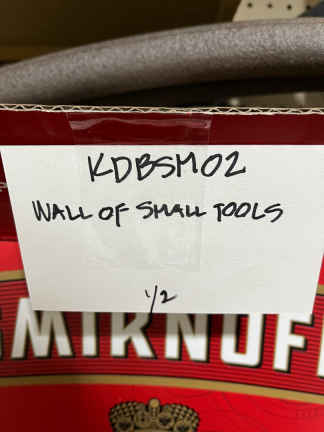 KDBSM02
WALL OF SMALL TOOLS
1/2
SMIRNOFF